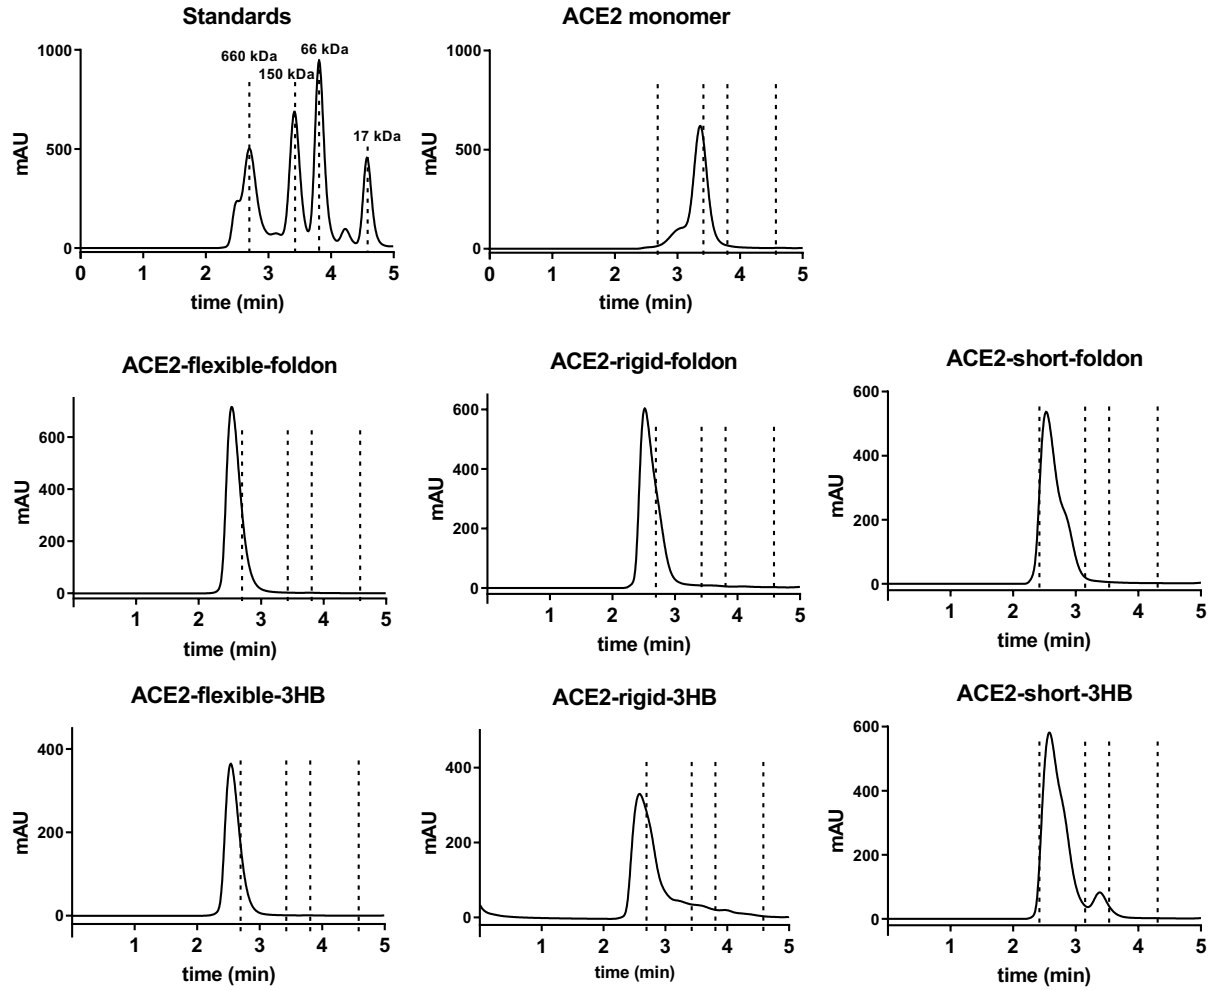 Standards
1000
500
0
mAU
660 kDa
150 kDa
66 kDa
17 kDa
0 1 2 3 4 5
time (min)
ACE2 monomer
1000
500
0
mAU
0 1 2 3 4 5
time (min)
ACE2-flexible-foldon
600
400
200
0
mAU
1 2 3 4 5
time (min)
ACE2-rigid-foldon
600
400
200
0
mAU
1 2 3 4 5
time (min)
ACE2-short-foldon
600
400
200
0
mAU
1 2 3 4 5
time (min)
ACE2-flexible-3HB
400
200
0
mAU
1 2 3 4 5
time (min)
ACE2-rigid-3HB
400
200
0
mAU
1 2 3 4 5
time (min)
ACE2-short-3HB
600
400
200
0
mAU
1 2 3 4 5
time (min)